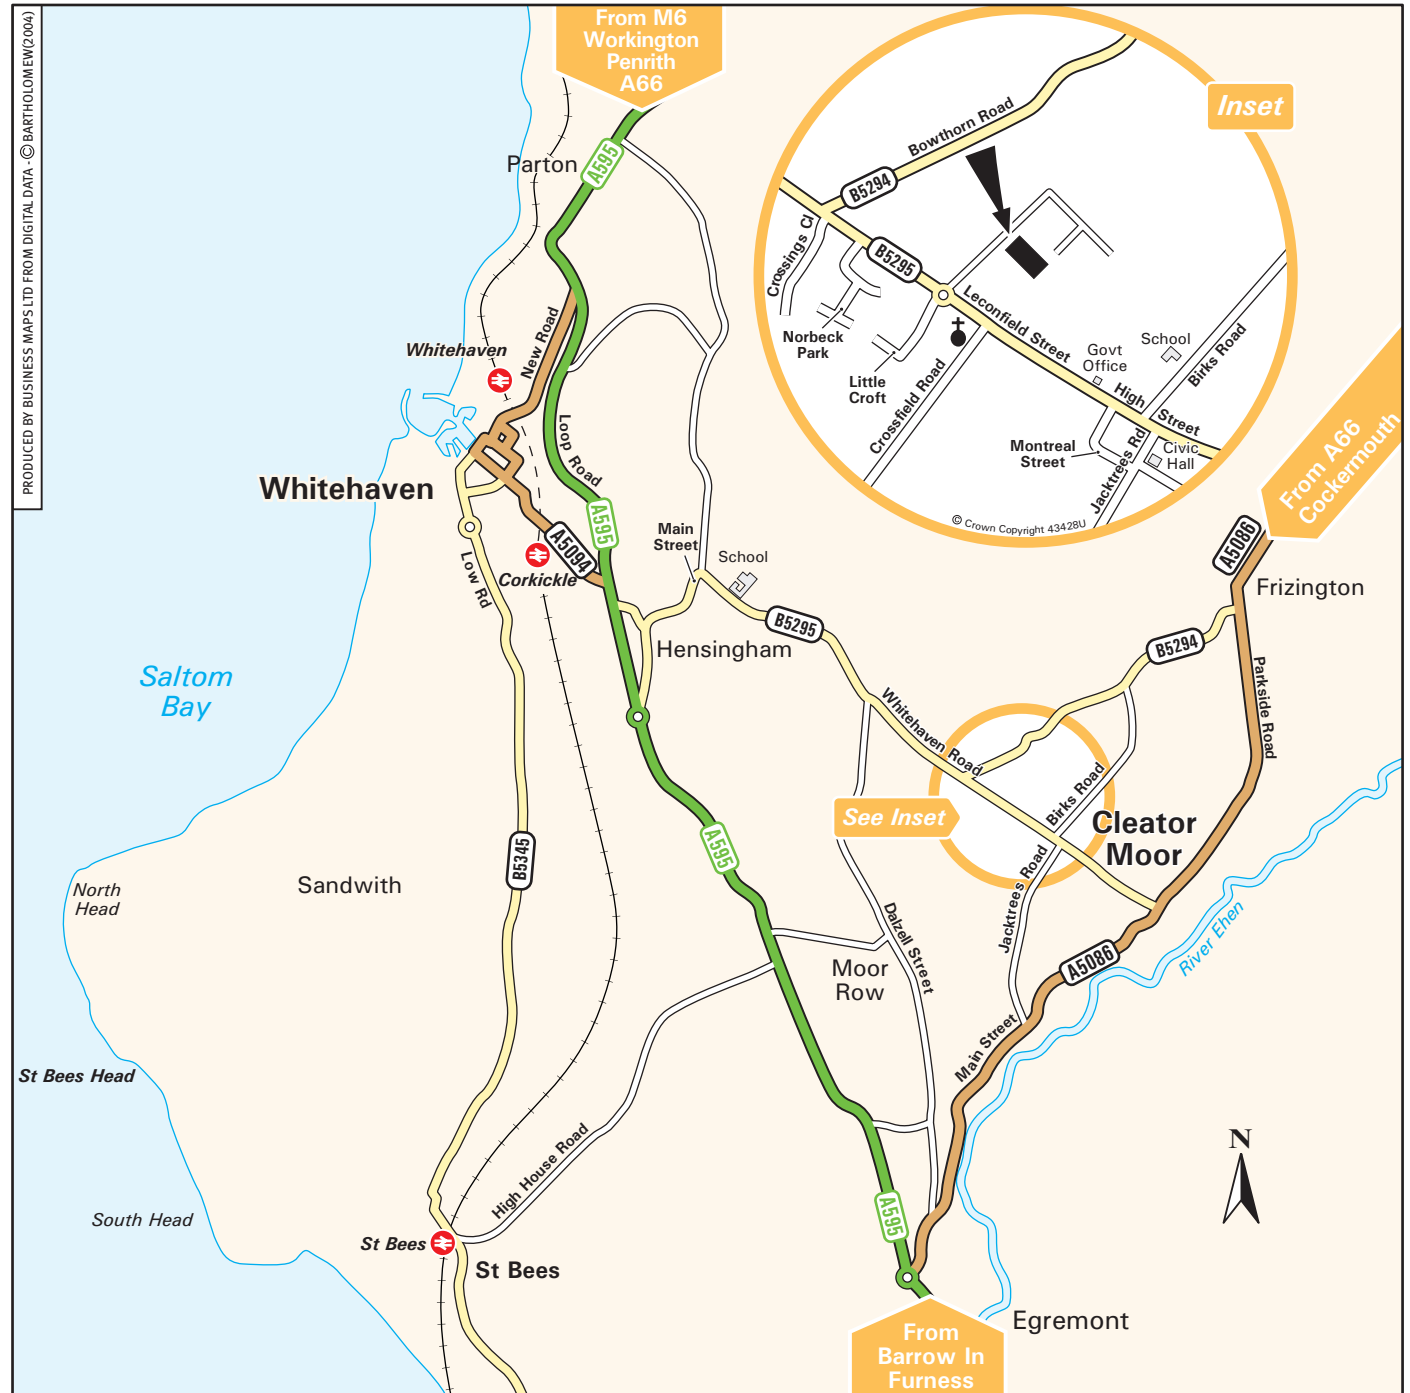 PRODUCED BY BUSINESS MAPS LTD FROM DIGITAL DATA - © BARTHOLOMEW(2004)
From M6
Workington
Penrith
A66
Inset
Bowthorn Road
B5294
Crossings Cl
B5295
Norbeck
Park
Little
Croft
Leconfield Street
Crossfield Road
Govt
Office
School
Birks Road
High Street
Montreal
Street
Jacktrees Rd
Civic
Hall
© Crown Copyright 43428U
From A66
Cockermouth
Parton
A595
New Road
Whitehaven
Loop Road
Whitehaven
A595
A5094
Corkickle
Low Rd
Main
Street
School
B5295
Hensingham
A5086
Frizington
B5294
Parkside Road
Saltom
Bay
Whitehaven Road
See Inset
Birks Road
Cleator
Moor
A595
B5345
Sandwith
North
Head
Jacktrees Road
Dalzell Street
Moor
Row
A5086
River Ehen
Main Street
St Bees Head
High House Road
South Head
St Bees
St Bees
A595
N
Egremont
From
Barrow In
Furness